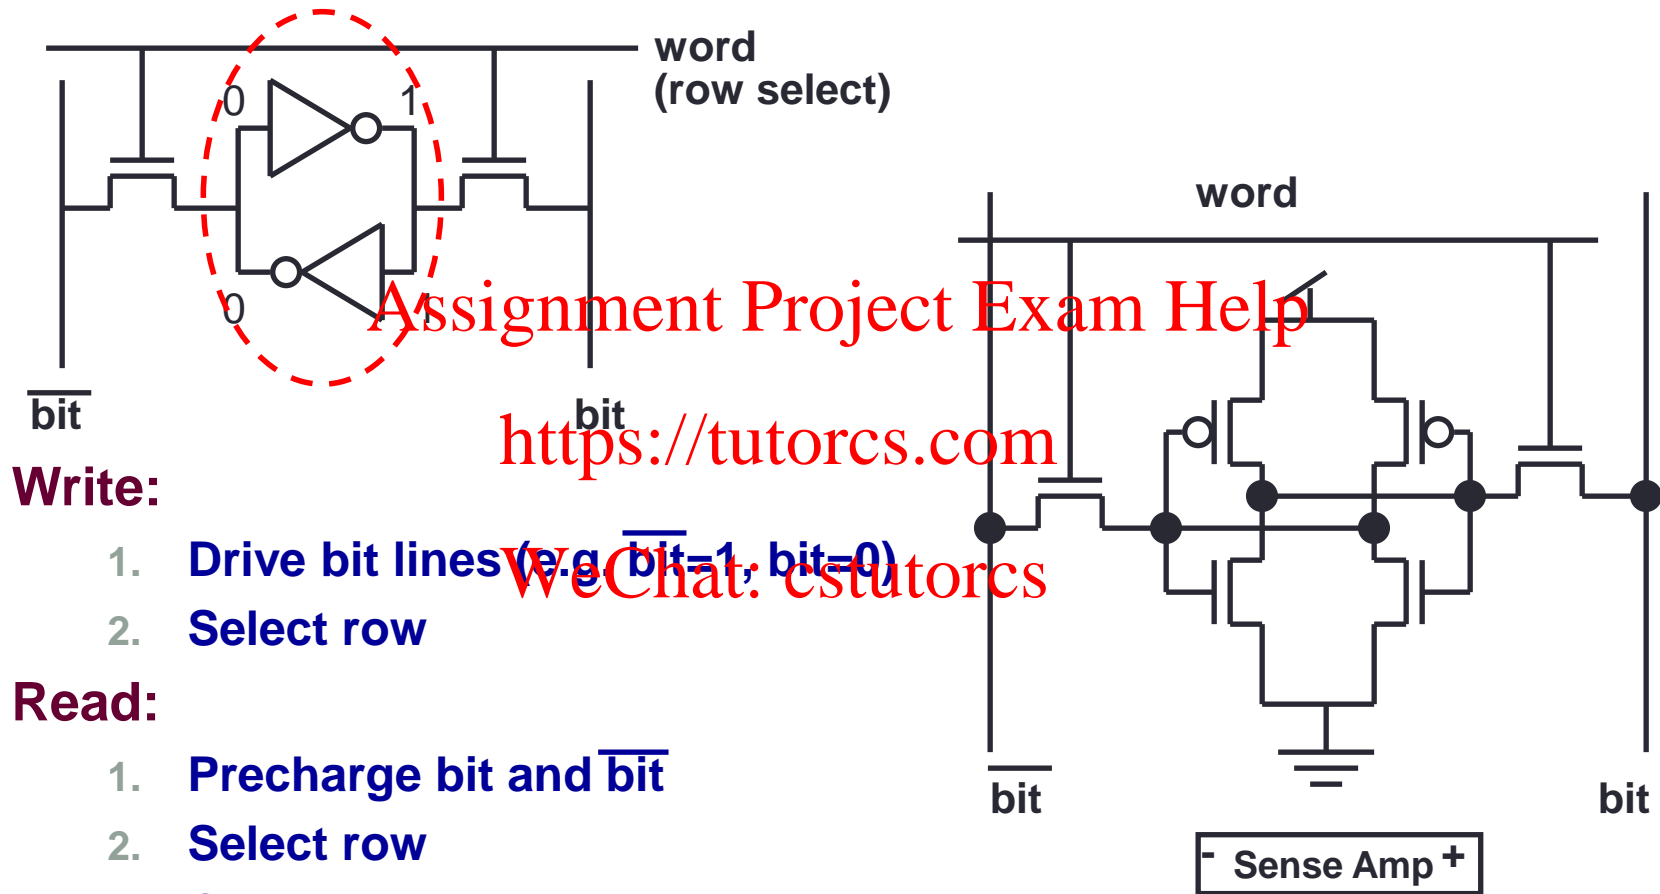 word
(row select)
0 1
0 1
bit
bit
Write:
1. Drive bit lines (e.g. bit=1, bit=0)
2. Select row
Read:
1. Precharge bit and bit
2. Select row
word
bit
bit
- Sense Amp +
Assignment Project Exam Help
https://tutorcs.com
WeChat: cstutorcs